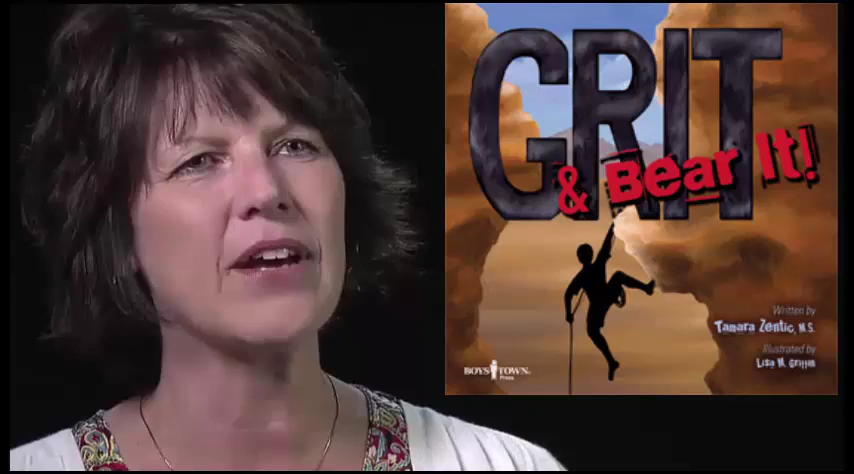 GRIT
& Bear It!
Written by
Tamara Zentic, M.S.
Illustrated by
Lisa M. Griffin
BOYS TOWN®
Press